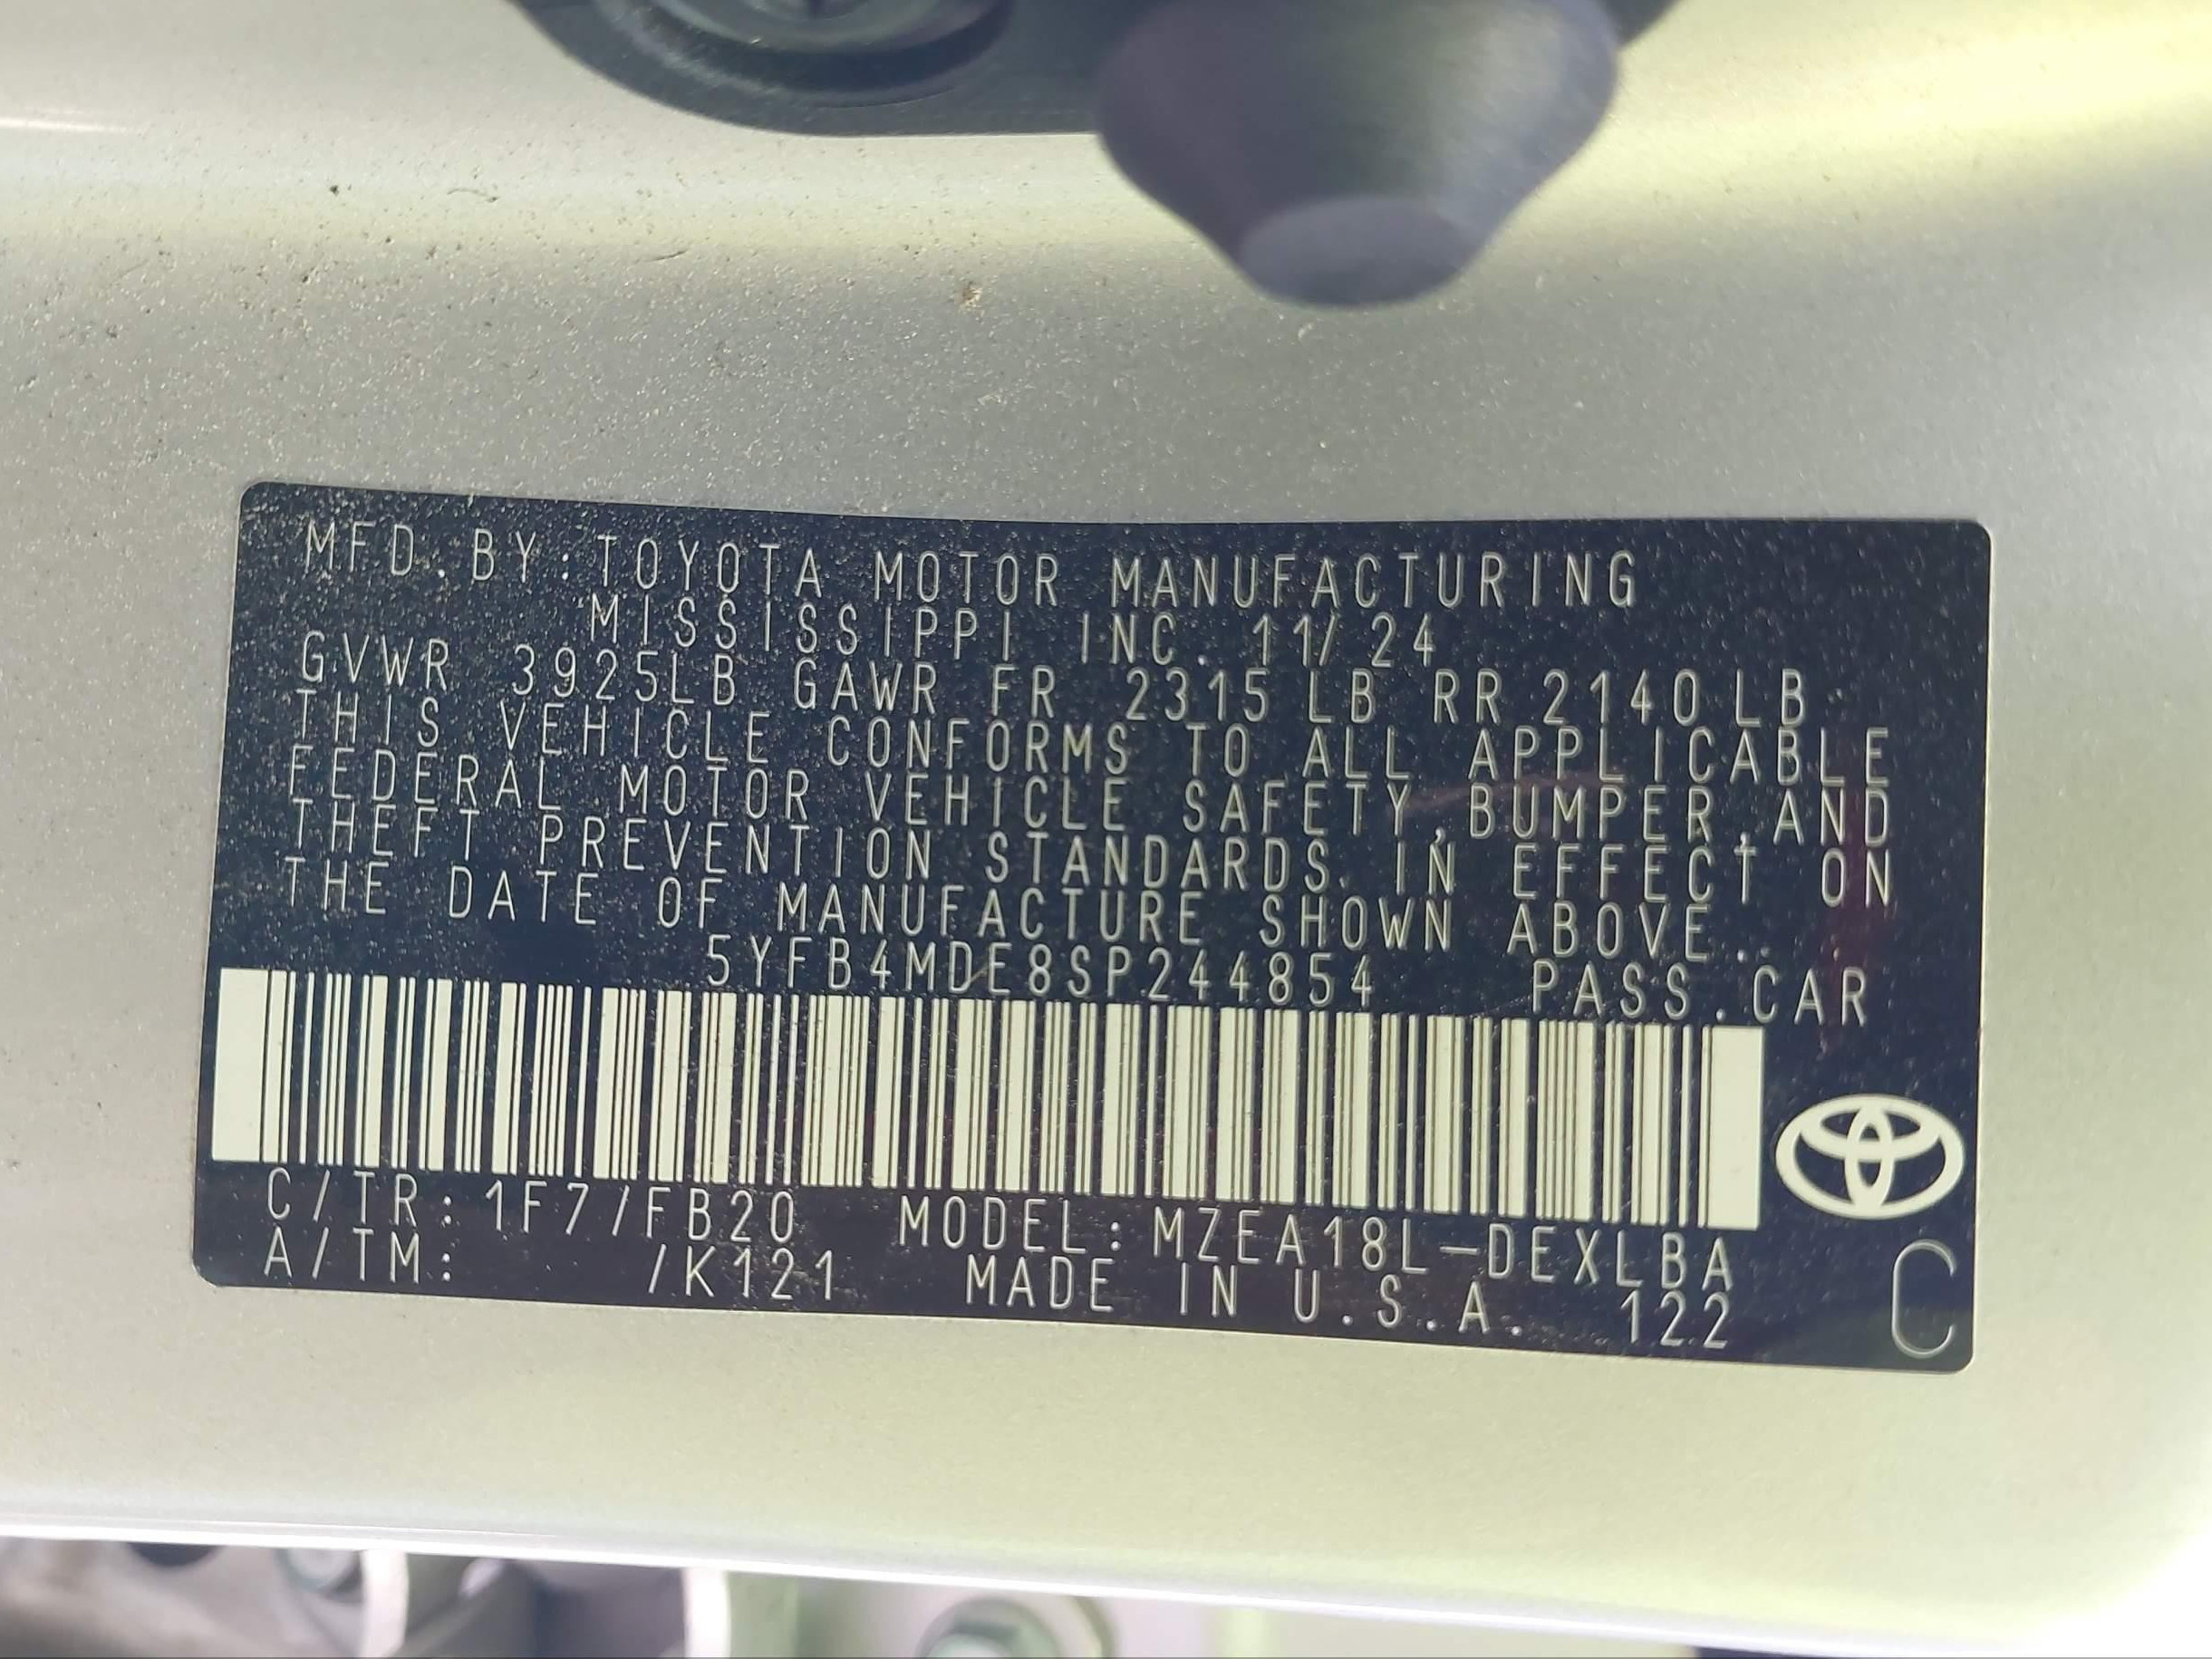 MFD.BY:TOYOTA MOTOR MANUFACTURING
MISSISSIPPI INC. 11/24
GVWR 3925LB GAWR FR 2315 LB RR 2140 LB
THIS VEHICLE CONFORMS TO ALL APPLICABLE
FEDERAL MOTOR VEHICLE SAFETY,BUMPER,AND
THEFT PREVENTION STANDARDS IN EFFECT ON
THE DATE OF MANUFACTURE SHOWN ABOVE.
5YFB4MDE8SP244854 PASS.CAR
C/TR:1F7/FB20 MODEL:MZEA18L-DEXLBA
A/TM: /K121 MADE IN U.S.A. 122
C